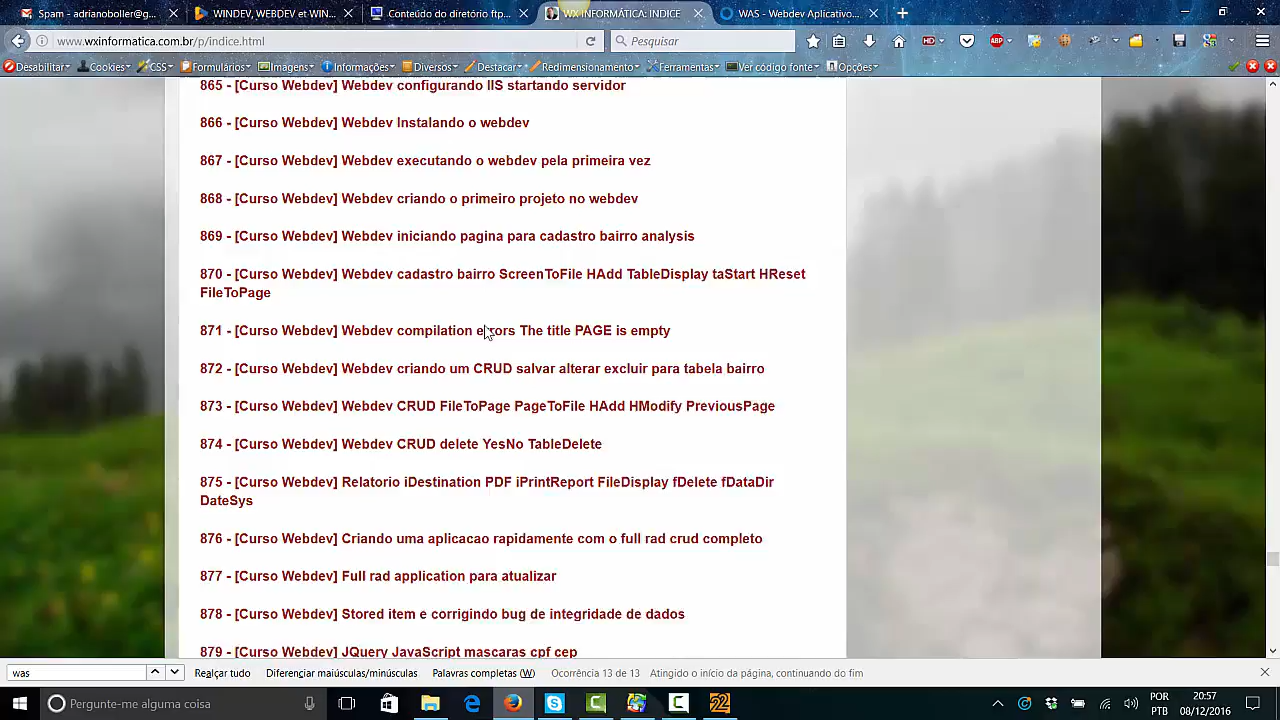 Spam - adrianoboller@g...
WINDEV, WEBDEV et WIN...
Conteúdo do diretório ftp...
WX INFORMÁTICA: INDICE
WAS - Webdev Aplicativo...
www.wxinformatica.com.br/p/indice.html
Pesquisar
HD
ABP
Desabilitar
Cookies
CSS
Formulários
Imagens
Informações
Diversos
Destacar
Redimensionamento
Ferramentas
Ver código fonte
Opções
865 - [Curso Webdev] Webdev configurando IIS startando servidor
866 - [Curso Webdev] Webdev Instalando o webdev
867 - [Curso Webdev] Webdev executando o webdev pela primeira vez
868 - [Curso Webdev] Webdev criando o primeiro projeto no webdev
869 - [Curso Webdev] Webdev iniciando pagina para cadastro bairro analysis
870 - [Curso Webdev] Webdev cadastro bairro ScreenToFile HAdd TableDisplay taStart HReset
FileToPage
871 - [Curso Webdev] Webdev compilation errors The title PAGE is empty
872 - [Curso Webdev] Webdev criando um CRUD salvar alterar excluir para tabela bairro
873 - [Curso Webdev] Webdev CRUD FileToPage PageToFile HAdd HModify PreviousPage
874 - [Curso Webdev] Webdev CRUD delete YesNo TableDelete
875 - [Curso Webdev] Relatorio iDestination PDF iPrintReport FileDisplay fDelete fDataDir
DateSys
876 - [Curso Webdev] Criando uma aplicacao rapidamente com o full rad crud completo
877 - [Curso Webdev] Full rad application para atualizar
878 - [Curso Webdev] Stored item e corrigindo bug de integridade de dados
879 - [Curso Webdev] JQuery JavaScript mascaras cpf cep
was
Realçar tudo
Diferenciar maiúsculas/minúsculas
Palavras completas (W)
Ocorrência 13 de 13
Atingido o início da página, continuando do fim
Pergunte-me alguma coisa
22
POR
PTB
20:57
08/12/2016